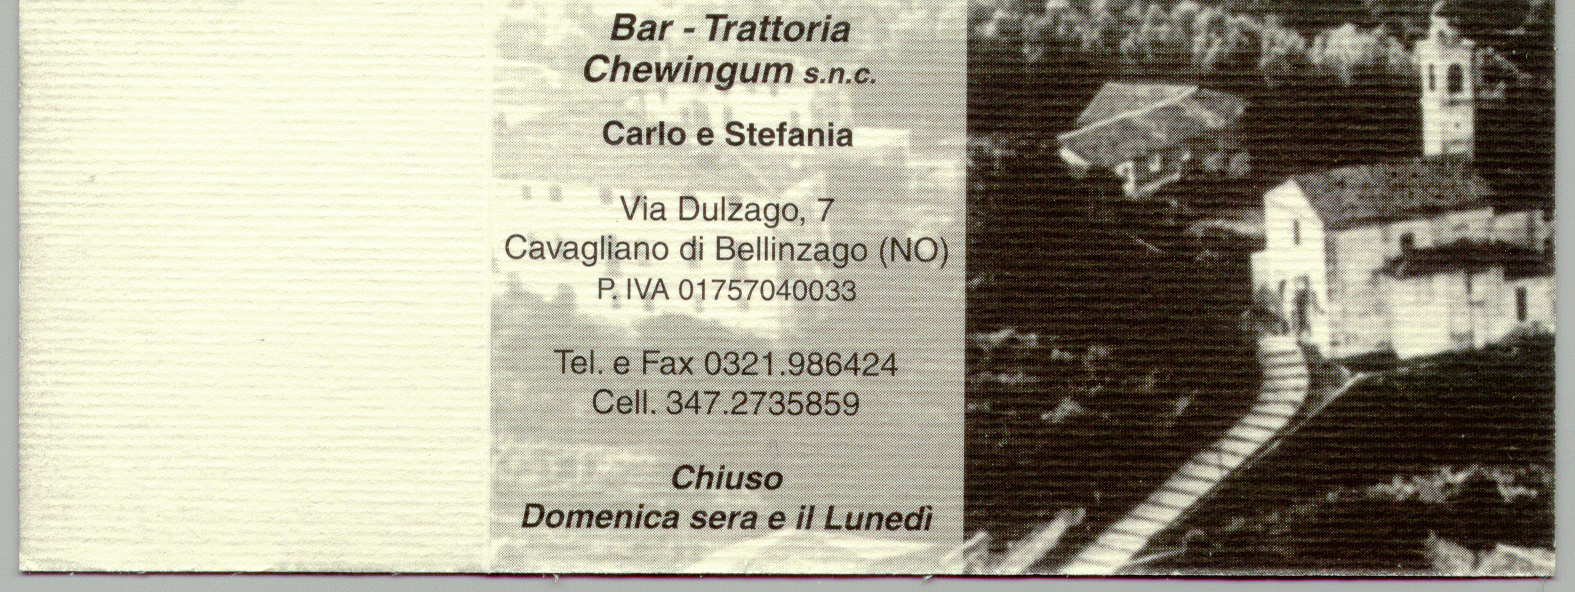 Bar - Trattoria
Chewingum s.n.c.
Carlo e Stefania
Via Dulzago, 7
Cavagliano di Bellinzago (NO)
P. IVA 01757040033
Tel. e Fax 0321.986424
Cell. 347.2735859
Chiuso
Domenica sera e il Lunedì